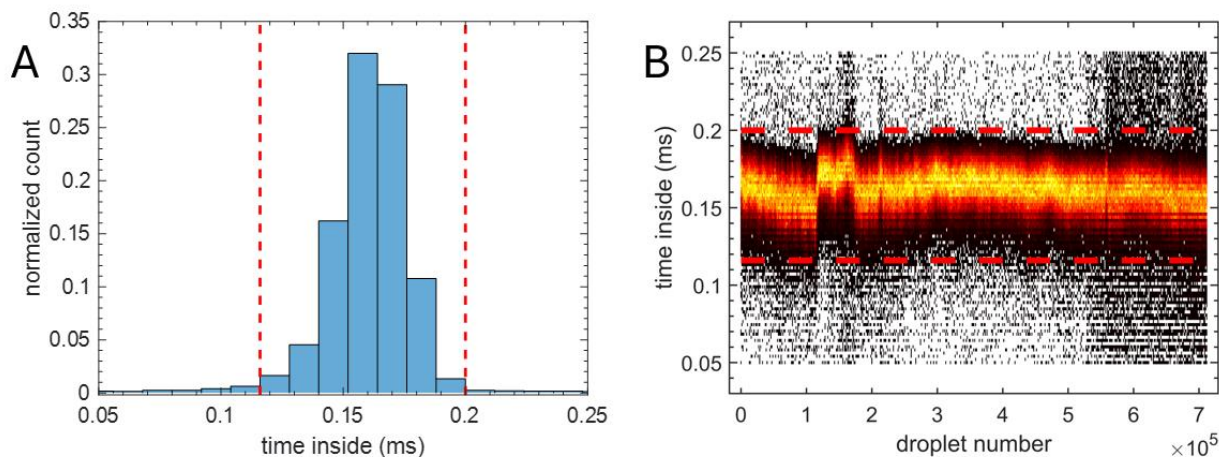 A
0.35
0.3
0.25
0.2
0.15
0.1
0.05
0
normalized count
0.05 0.1 0.15 0.2 0.25
time inside (ms)
B
0.25
0.2
0.15
0.1
0.05
time inside (ms)
0 1 2 3 4 5 6 7
droplet number
×10⁵